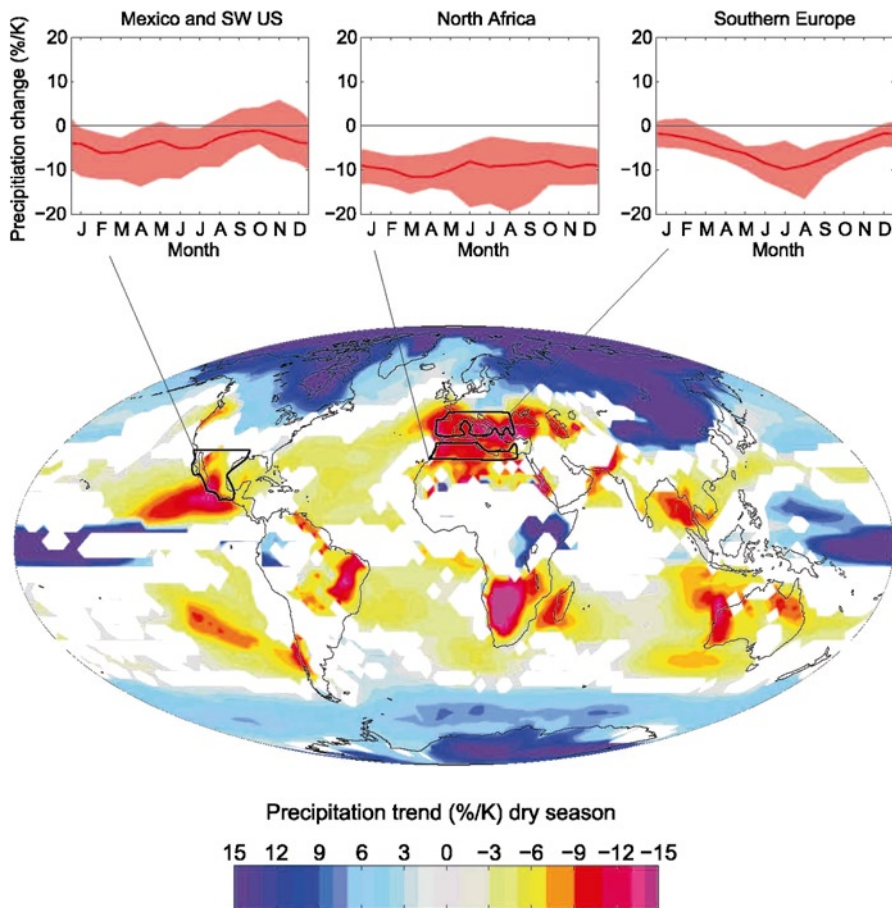 Mexico and SW US
North Africa
Southern Europe
Precipitiation change (%/K)
20
10
0
−10
−20
J F M A M J J A S O N D
Month
20
10
0
−10
−20
J F M A M J J A S O N D
Month
20
10
0
−10
−20
J F M A M J J A S O N D
Month
Precipitation trend (%/K) dry season
15 12 9 6 3 0 −3 −6 −9 −12 −15